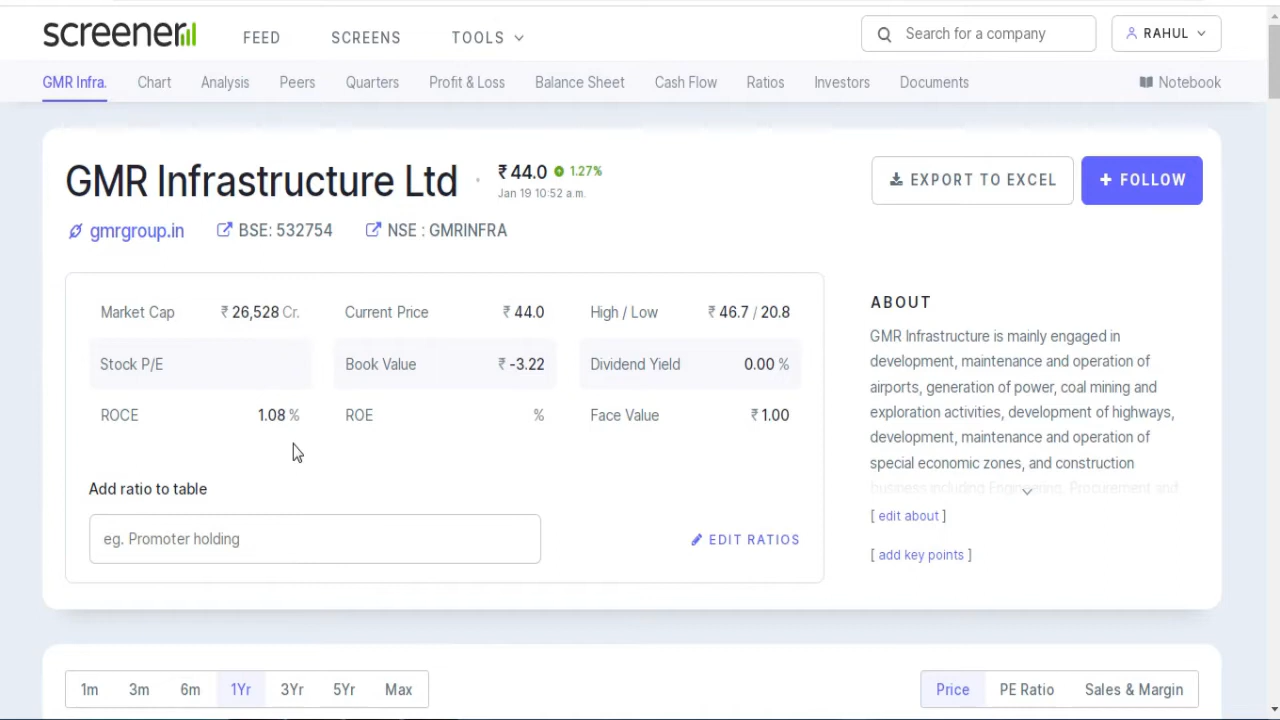 screener FEED SCREENS TOOLS Search for a company RAHUL
GMR Infra. Chart Analysis Peers Quarters Profit & Loss Balance Sheet Cash Flow Ratios Investors Documents Notebook
GMR Infrastructure Ltd · ₹ 44.0 1.27%
Jan 19 10:52 a.m.
EXPORT TO EXCEL + FOLLOW
gmrgroup.in BSE: 532754 NSE : GMRINFRA
Market Cap ₹ 26,528 Cr. Current Price ₹ 44.0 High / Low ₹ 46.7 / 20.8
Stock P/E Book Value ₹ -3.22 Dividend Yield 0.00 %
ROCE 1.08 % ROE % Face Value ₹ 1.00
Add ratio to table
eg. Promoter holding EDIT RATIOS
ABOUT
GMR Infrastructure is mainly engaged in
development, maintenance and operation of
airports, generation of power, coal mining and
exploration activities, development of highways,
development, maintenance and operation of
special economic zones, and construction
business including Engineering, Procurement and
[ edit about ]
[ add key points ]
1m 3m 6m 1Yr 3Yr 5Yr Max Price PE Ratio Sales & Margin